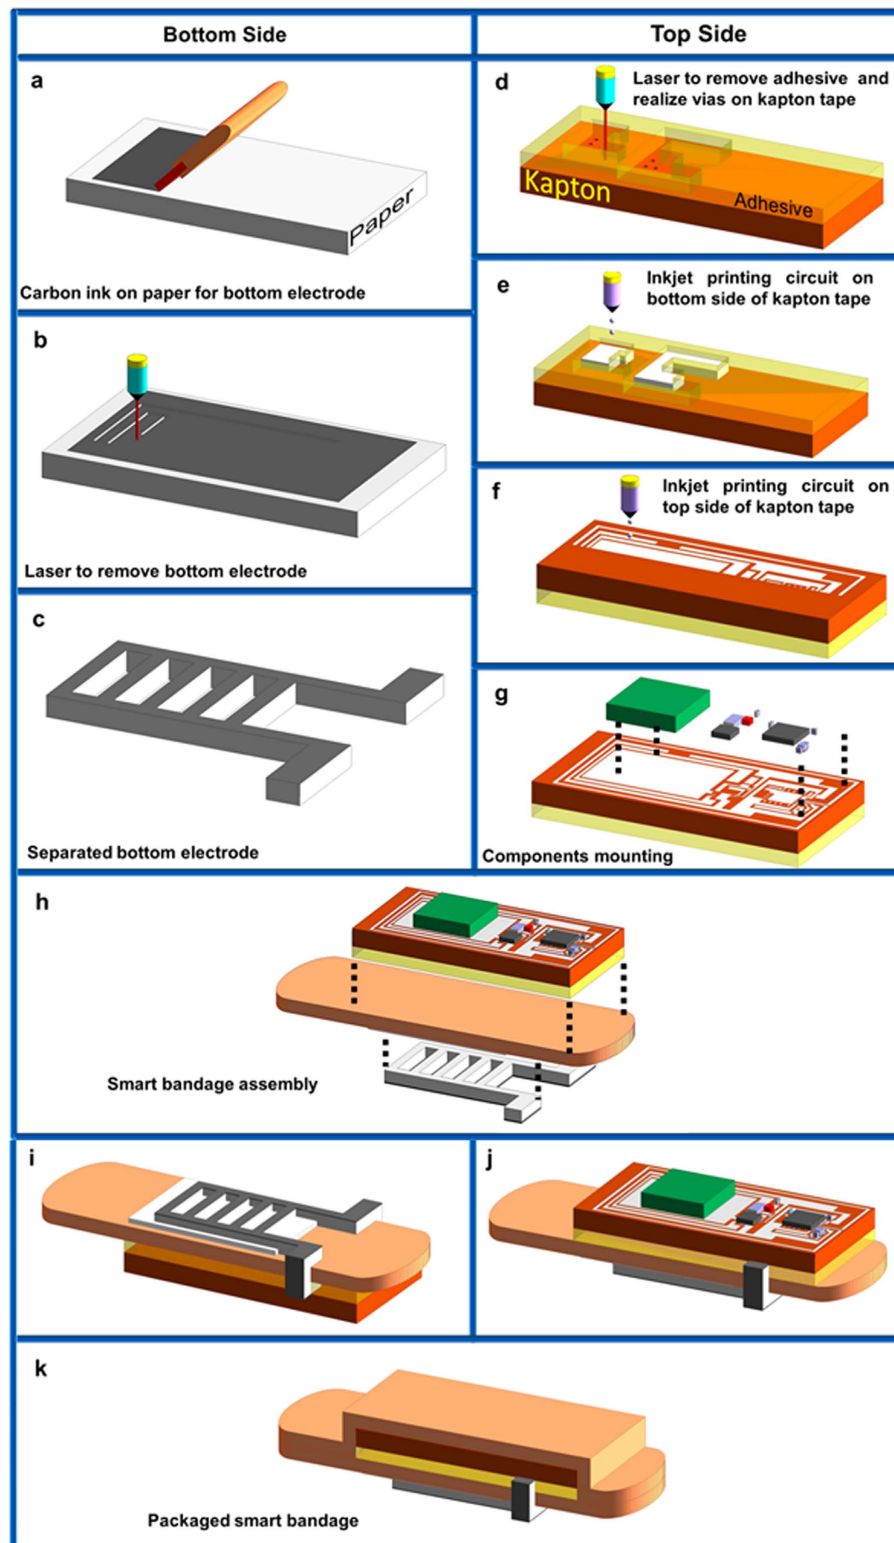 Bottom Side
Top Side
a
Paper
Carbon ink on paper for bottom electrode
b
Laser to remove bottom electrode
c
Separated bottom electrode
d
Laser to remove adhesive and
realize vias on kapton tape
Kapton
Adhesive
e
Inkjet printing circuit on
bottom side of kapton tape
f
Inkjet printing circuit on
top side of kapton tape
g
Components mounting
h
Smart bandage assembly
i
j
k
Packaged smart bandage